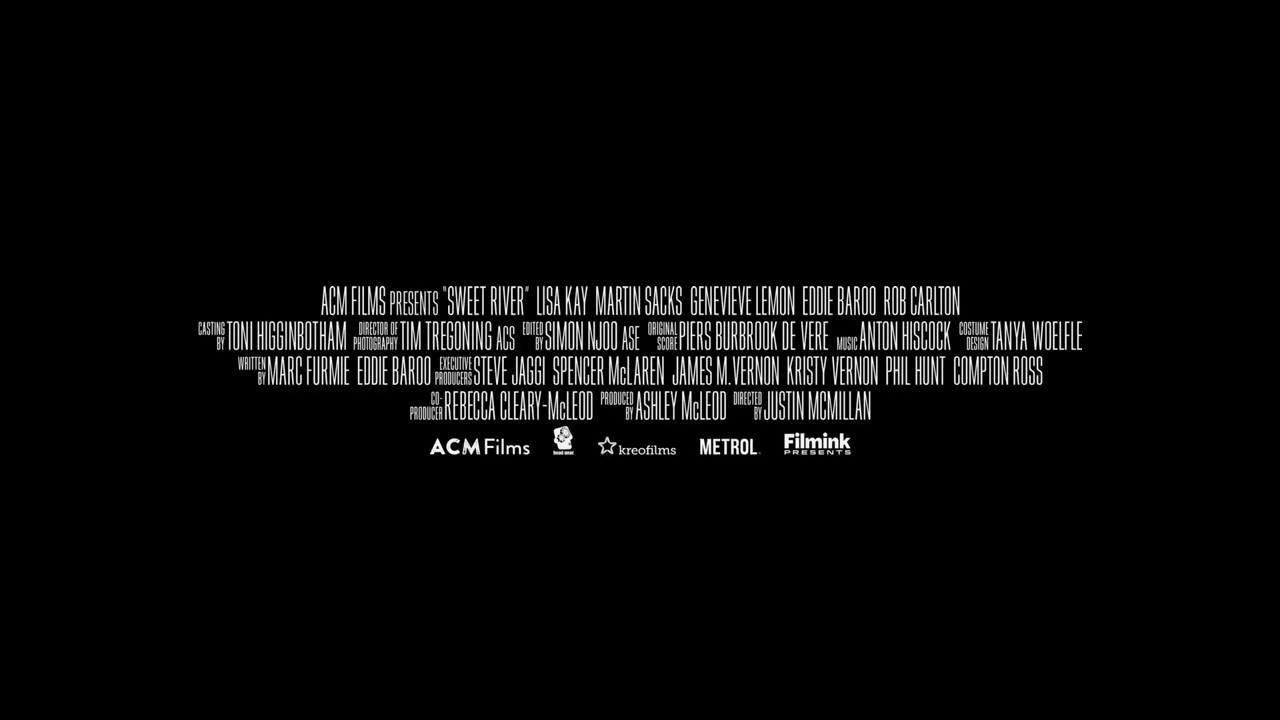 ACM FILMS PRESENTS "SWEET RIVER" LISA KAY MARTIN SACKS GENEVIEVE LEMON EDDIE BAROO ROB CARLTON
CASTING BY TONI HIGGINBOTHAM DIRECTOR OF PHOTOGRAPHY TIM TREGONING ACS EDITED BY SIMON NJOO ASE ORIGINAL SCORE PIERS BURBROOK DE VERE MUSIC ANTON HISCOCK COSTUME DESIGN TANYA WOELFLE
WRITTEN BY MARC FURMIE EDDIE BAROO EXECUTIVE PRODUCERS STEVE JAGGI SPENCER McLAREN JAMES M. VERNON KRISTY VERNON PHIL HUNT COMPTON ROSS
CO-PRODUCER REBECCA CLEARY-McLEOD PRODUCED BY ASHLEY McLEOD DIRECTED BY JUSTIN MCMILLAN
ACM Films head gear kreofilms METROL Filmink PRESENTS